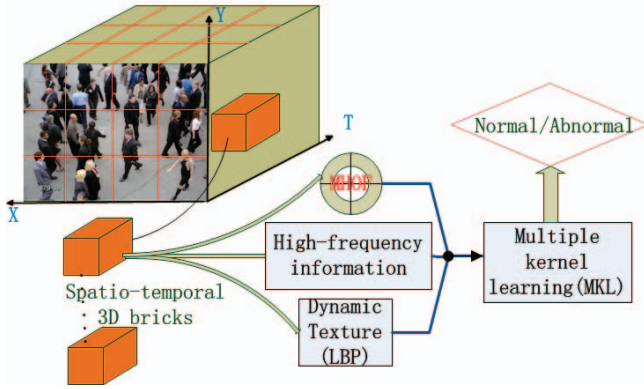 Y
T
X
MHOF
Normal/Abnormal
High-frequency
information
Multiple
kernel
learning(MKL)
Spatio-temporal
3D bricks
Dynamic
Texture
(LBP)